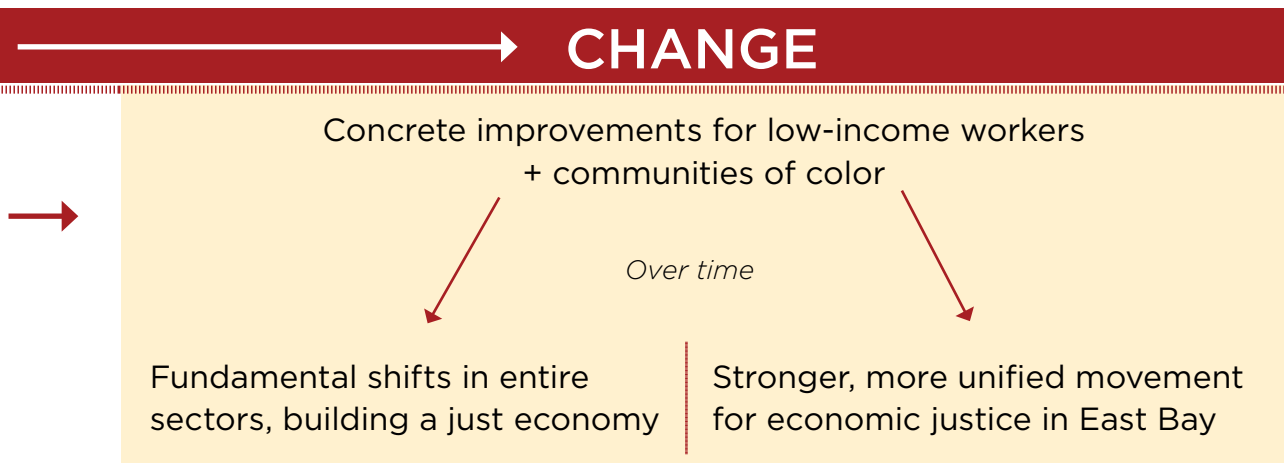 CHANGE
Concrete improvements for low-income workers
+ communities of color
Over time
Fundamental shifts in entire
sectors, building a just economy
Stronger, more unified movement
for economic justice in East Bay